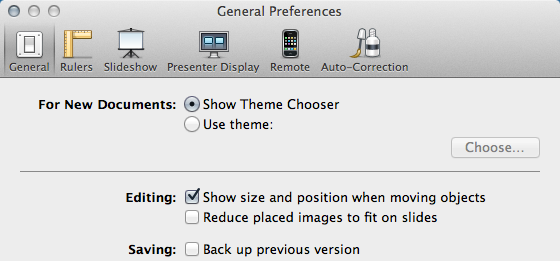 General Preferences
General Rulers Slideshow Presenter Display Remote Auto-Correction
For New Documents: Show Theme Chooser
Use theme:
Choose...
Editing: Show size and position when moving objects
Reduce placed images to fit on slides
Saving: Back up previous version